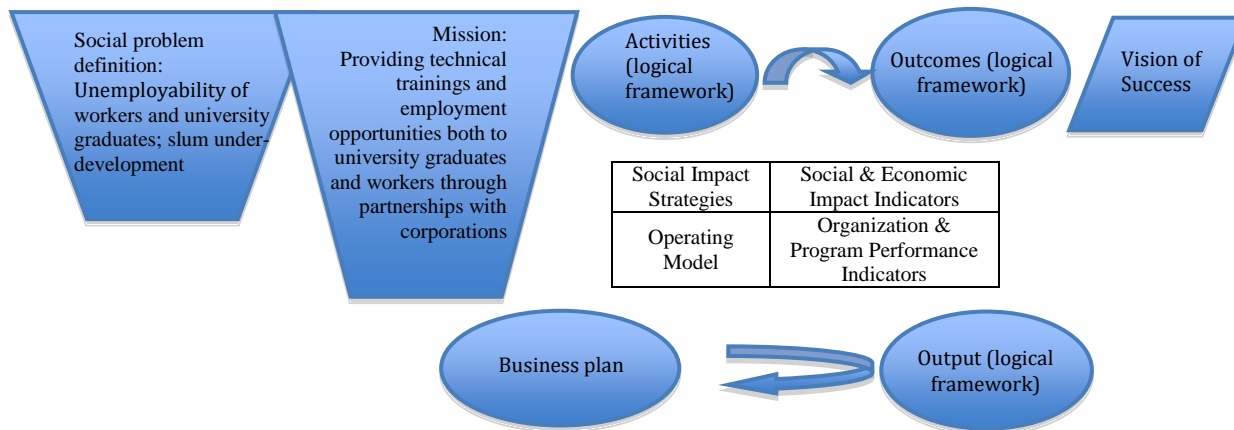 Social problem
definition:
Unemployability of
workers and university
graduates; slum under-
development
Mission:
Providing technical
trainings and
employment
opportunities both to
university graduates
and workers through
partnerships with
corporations
Activities
(logical
framework)
Outcomes (logical
framework)
Vision of
Success
Social Impact
Strategies
Social & Economic
Impact Indicators
Operating
Model
Organization &
Program Performance
Indicators
Business plan
Output (logical
framework)